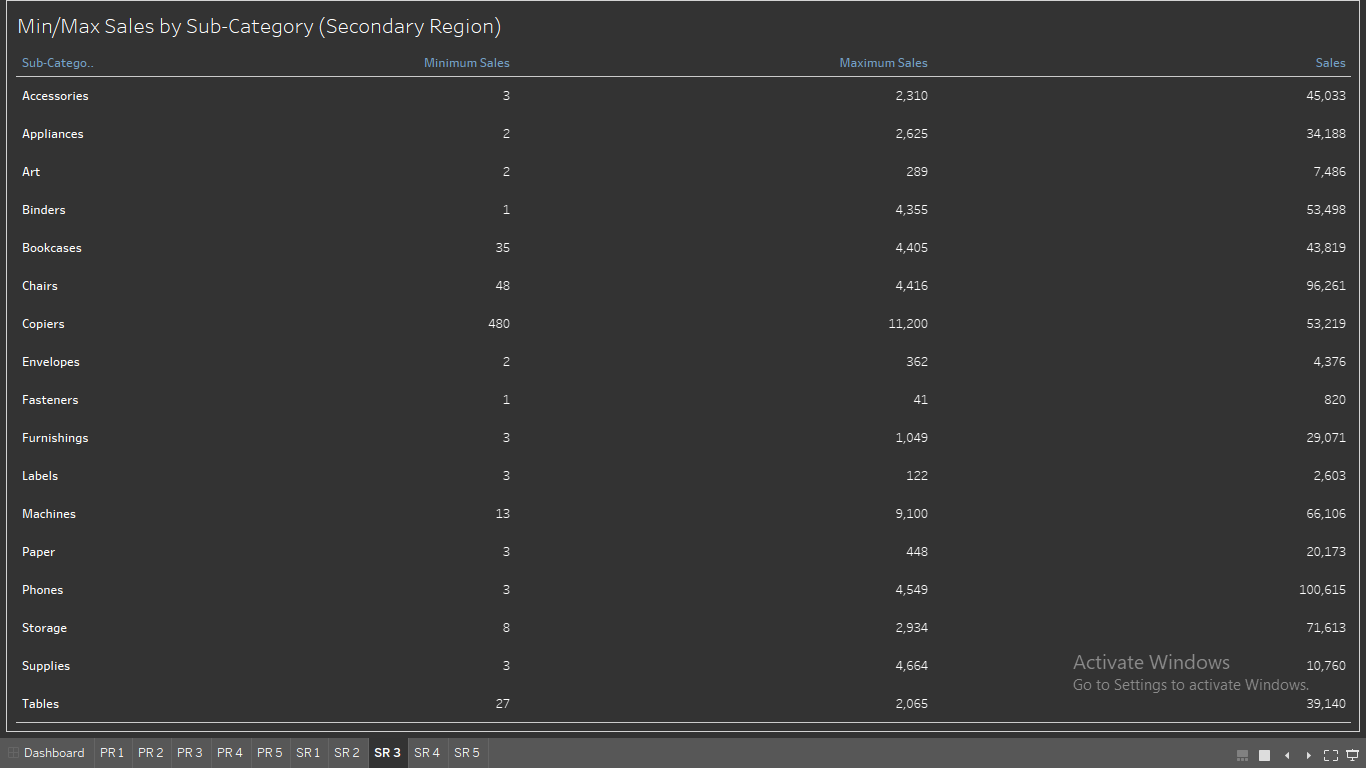 Min/Max Sales by Sub-Category (Secondary Region)
Sub-Catego.. Minimum Sales Maximum Sales Sales
Accessories 3 2,310 45,033
Appliances 2 2,625 34,188
Art 2 289 7,486
Binders 1 4,355 53,498
Bookcases 35 4,405 43,819
Chairs 48 4,416 96,261
Copiers 480 11,200 53,219
Envelopes 2 362 4,376
Fasteners 1 41 820
Furnishings 3 1,049 29,071
Labels 3 122 2,603
Machines 13 9,100 66,106
Paper 3 448 20,173
Phones 3 4,549 100,615
Storage 8 2,934 71,613
Supplies 3 4,664 10,760
Tables 27 2,065 39,140
Activate Windows
Go to Settings to activate Windows.
Dashboard PR 1 PR 2 PR 3 PR 4 PR 5 SR 1 SR 2 SR 3 SR 4 SR 5